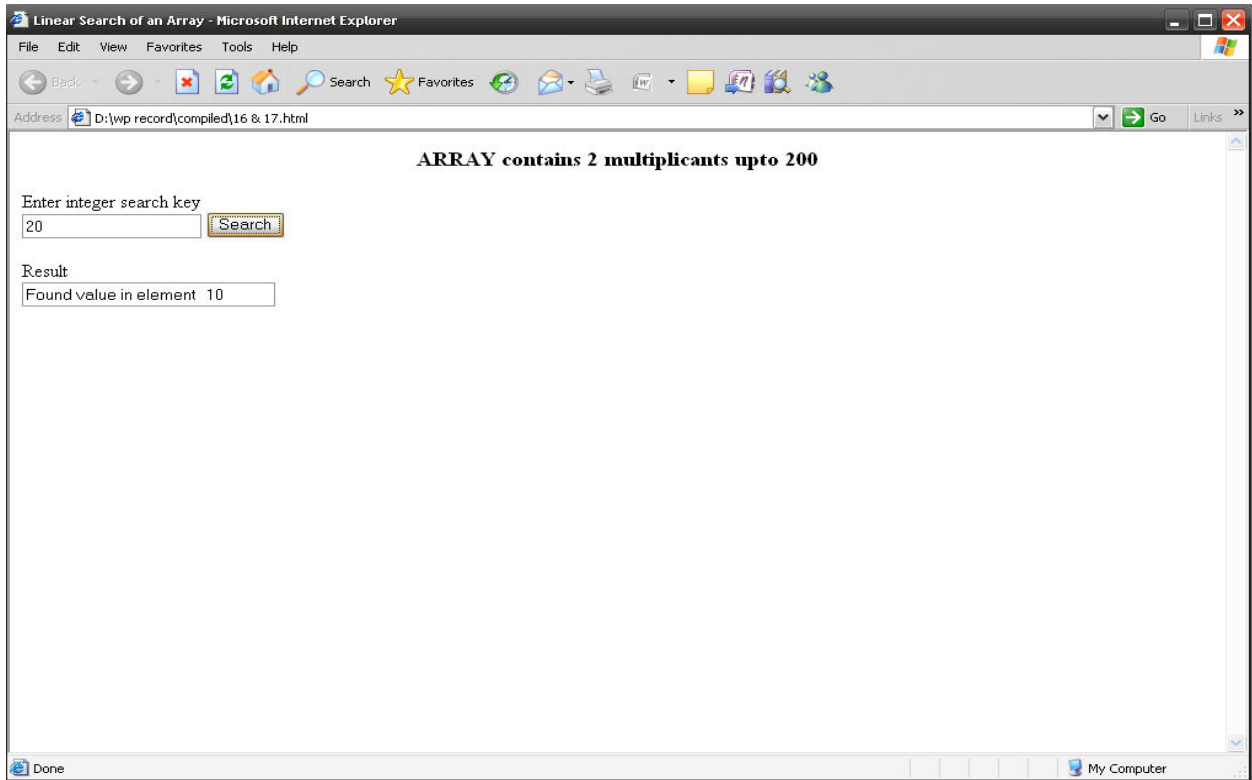 Linear Search of an Array - Microsoft Internet Explorer
File Edit View Favorites Tools Help
Back Search Favorites
Address D:\wp record\compiled\16 & 17.html Go Links »
ARRAY contains 2 multiplicants upto 200
Enter integer search key
20 Search
Result
Found value in element 10
Done My Computer